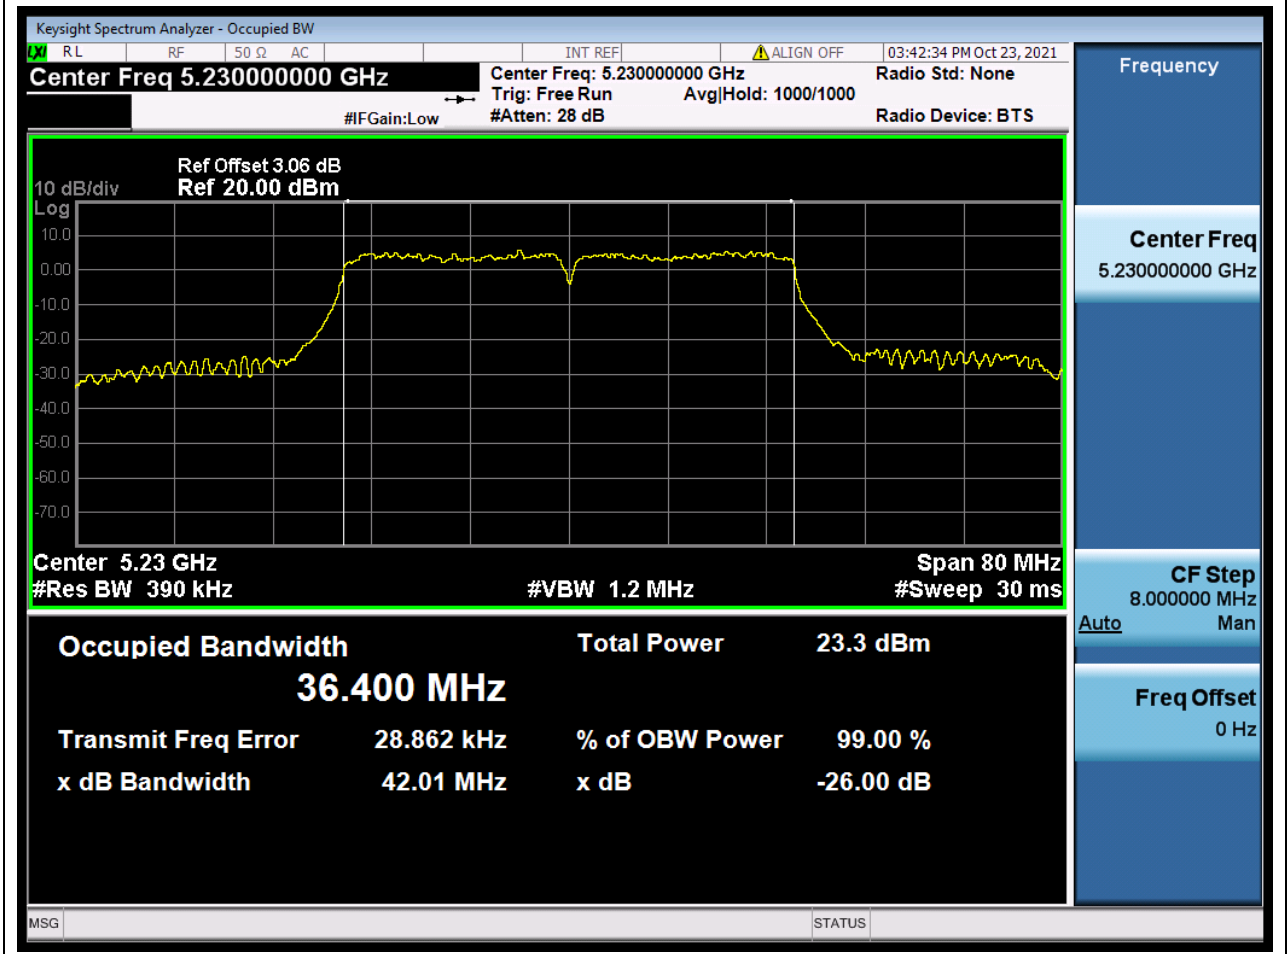 Keysight Spectrum Analyzer - Occupied BW
LXI RL RF 50 Ω AC INT REF ALIGN OFF 03:42:34 PM Oct 23, 2021
Center Freq 5.230000000 GHz
Center Freq: 5.230000000 GHz
Radio Std: None
Trig: Free Run Avg|Hold: 1000/1000
#IFGain:Low
#Atten: 28 dB
Radio Device: BTS
Ref Offset 3.06 dB
10 dB/div Ref 20.00 dBm
Log
10.0
0.00
-10.0
-20.0
-30.0
-40.0
-50.0
-60.0
-70.0
Center 5.23 GHz Span 80 MHz
#Res BW 390 kHz #VBW 1.2 MHz #Sweep 30 ms
Occupied Bandwidth Total Power 23.3 dBm
36.400 MHz
Transmit Freq Error 28.862 kHz % of OBW Power 99.00 %
x dB Bandwidth 42.01 MHz x dB -26.00 dB
MSG STATUS
Frequency
Center Freq
5.230000000 GHz
CF Step
8.000000 MHz
Auto Man
Freq Offset
0 Hz